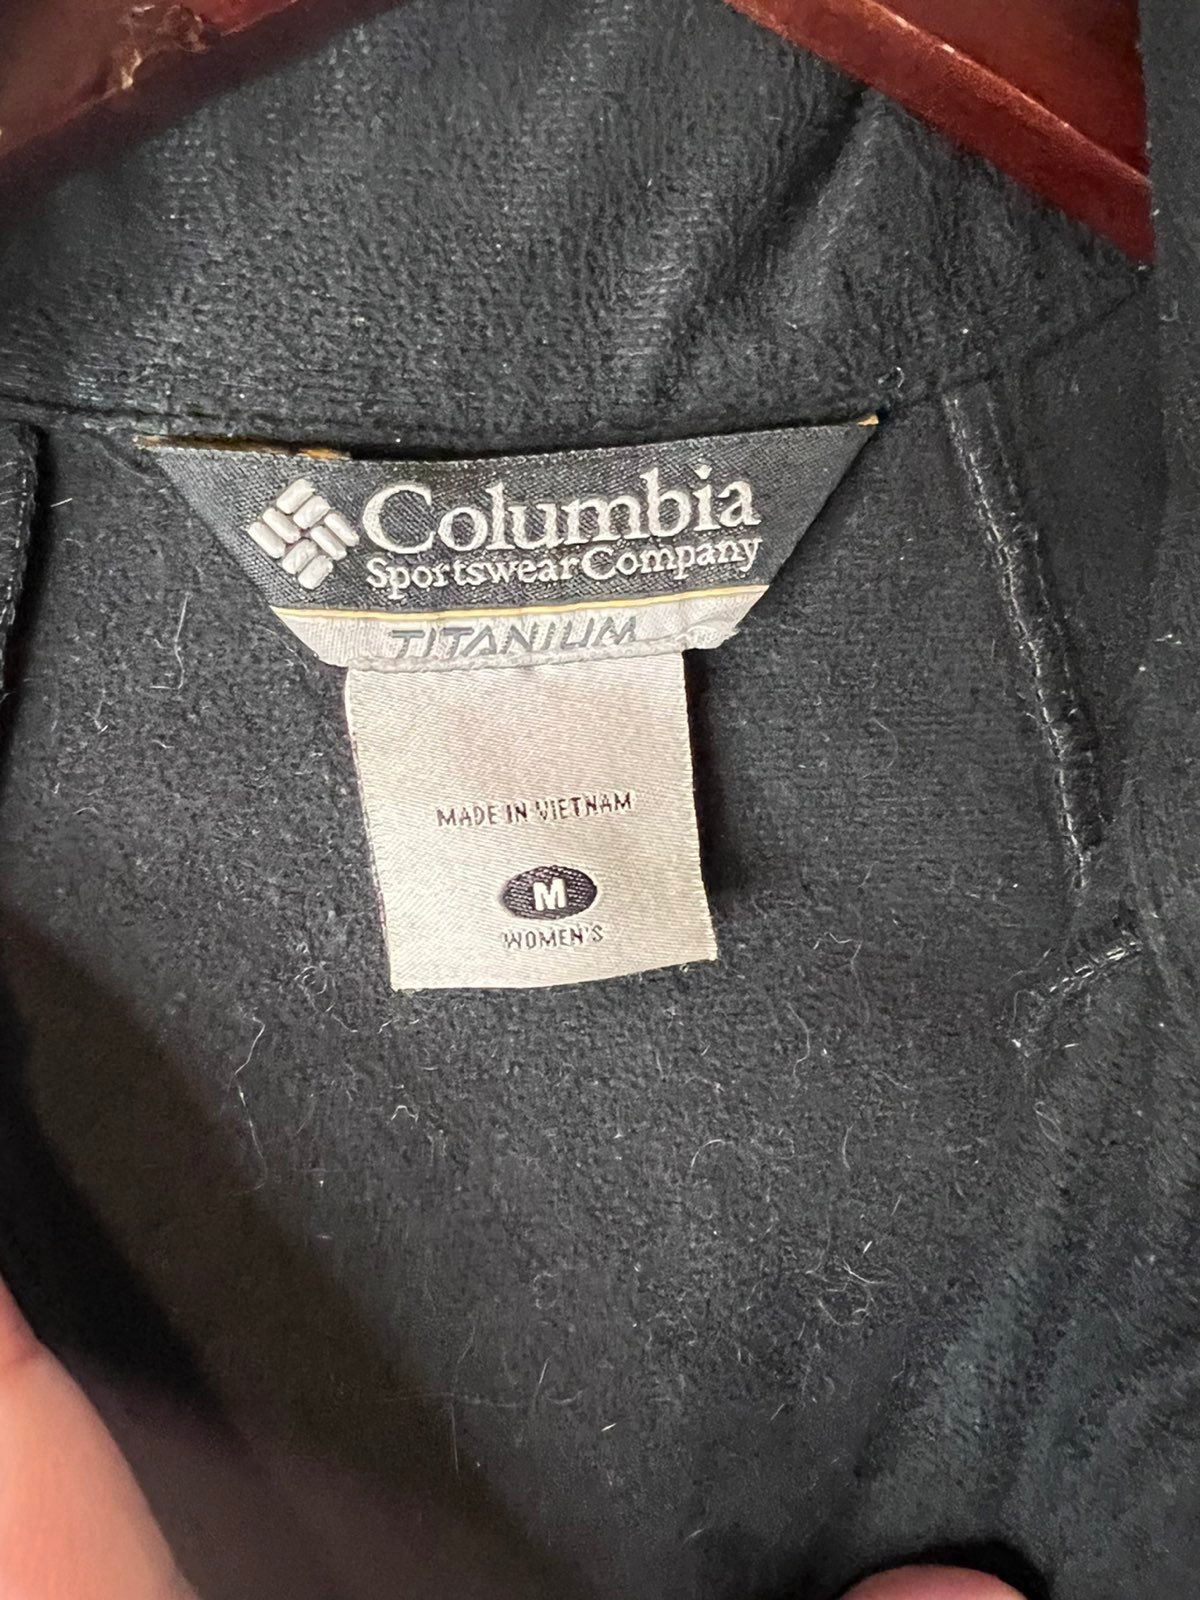 Columbia
Sportswear Company
TITANIUM
MADE IN VIETNAM
M
WOMEN'S